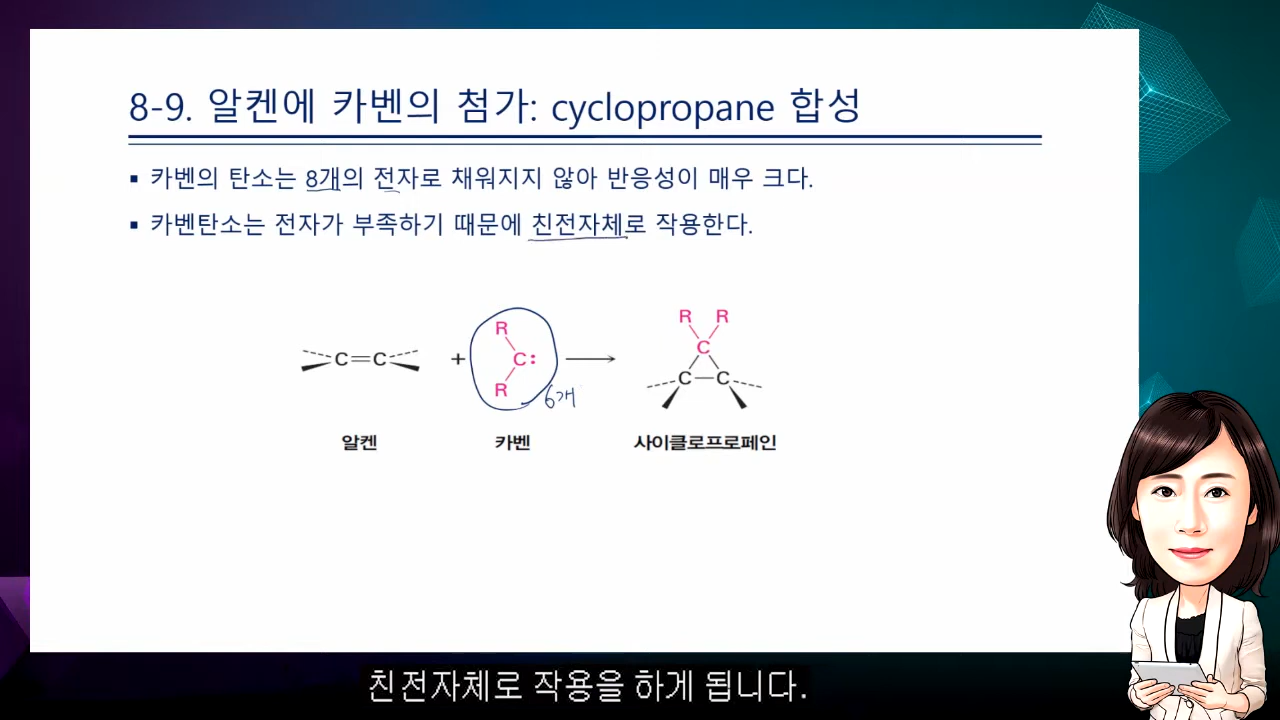 8-9. 알켄에 카벤의 첨가: cyclopropane 합성
▪ 카벤의 탄소는 8개의 전자로 채워지지 않아 반응성이 매우 크다.
▪ 카벤탄소는 전자가 부족하기 때문에 친전자체로 작용한다.
R
R R
C
C=C + C: →
C—C
R
6개
알켄 카벤 사이클로프로페인
친전자체로 작용을 하게 됩니다.